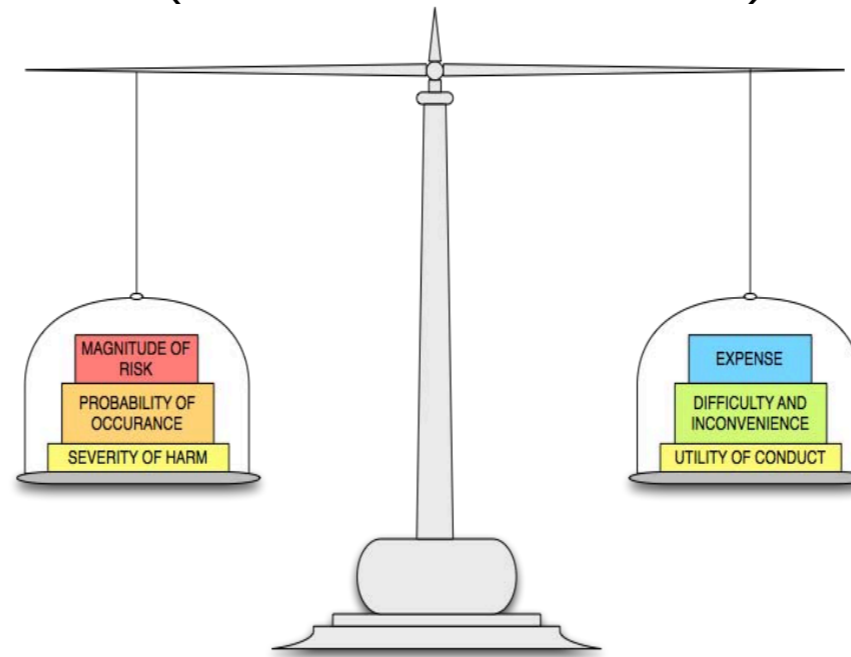 MAGNITUDE OF
RISK
PROBABILITY OF
OCCURANCE
SEVERITY OF HARM
EXPENSE
DIFFICULTY AND
INCONVENIENCE
UTILITY OF CONDUCT